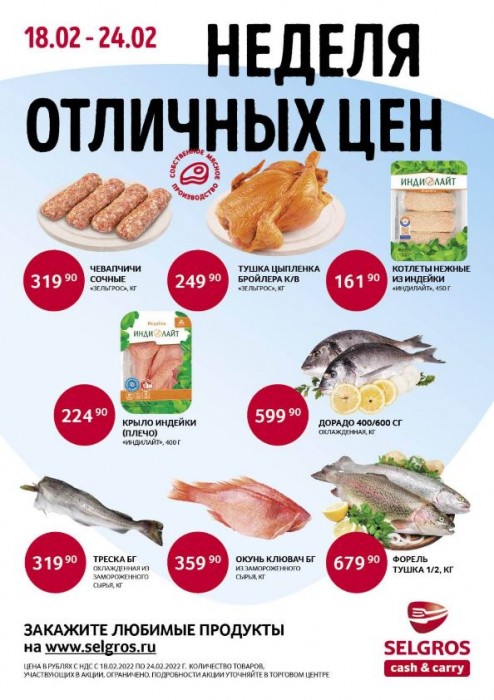 18.02 - 24.02
НЕДЕЛЯ
ОТЛИЧНЫХ ЦЕН
СОБСТВЕННОЕ МЯСНОЕ
ПРОИЗВОДСТВО
ИНДИЛАЙТ
319 90
ЧЕВАПЧИЧИ
СОЧНЫЕ
«ЗЕЛЬГРОС», КГ
249 90
ТУШКА ЦЫПЛЕНКА
БРОЙЛЕРА К/В
«ЗЕЛЬГРОС», КГ
161 90
КОТЛЕТЫ НЕЖНЫЕ
ИЗ ИНДЕЙКИ
«ИНДИЛАЙТ», 450 Г
ИНДИЛАЙТ
224 90
КРЫЛО ИНДЕЙКИ
(ПЛЕЧО)
«ИНДИЛАЙТ», 400 Г
599 90
ДОРАДО 400/600 СГ
ОХЛАЖДЕННАЯ, КГ
319 90
ТРЕСКА БГ
ОХЛАЖДЕННАЯ ИЗ
ЗАМОРОЖЕННОГО
СЫРЬЯ, КГ
359 90
ОКУНЬ КЛЮВАЧ БГ
ИЗ ЗАМОРОЖЕННОГО
СЫРЬЯ, КГ
679 90
ФОРЕЛЬ
ТУШКА 1/2, КГ
ЗАКАЖИТЕ ЛЮБИМЫЕ ПРОДУКТЫ
на www.selgros.ru
SELGROS
cash & carry
ЦЕНА В РУБЛЯХ С НДС С 18.02.2022 ПО 24.02.2022 Г. КОЛИЧЕСТВО ТОВАРОВ,
УЧАСТВУЮЩИХ В АКЦИИ, ОГРАНИЧЕНО. ПОДРОБНОСТИ АКЦИИ УТОЧНЯЙТЕ В ТОРГОВОМ ЦЕНТРЕ